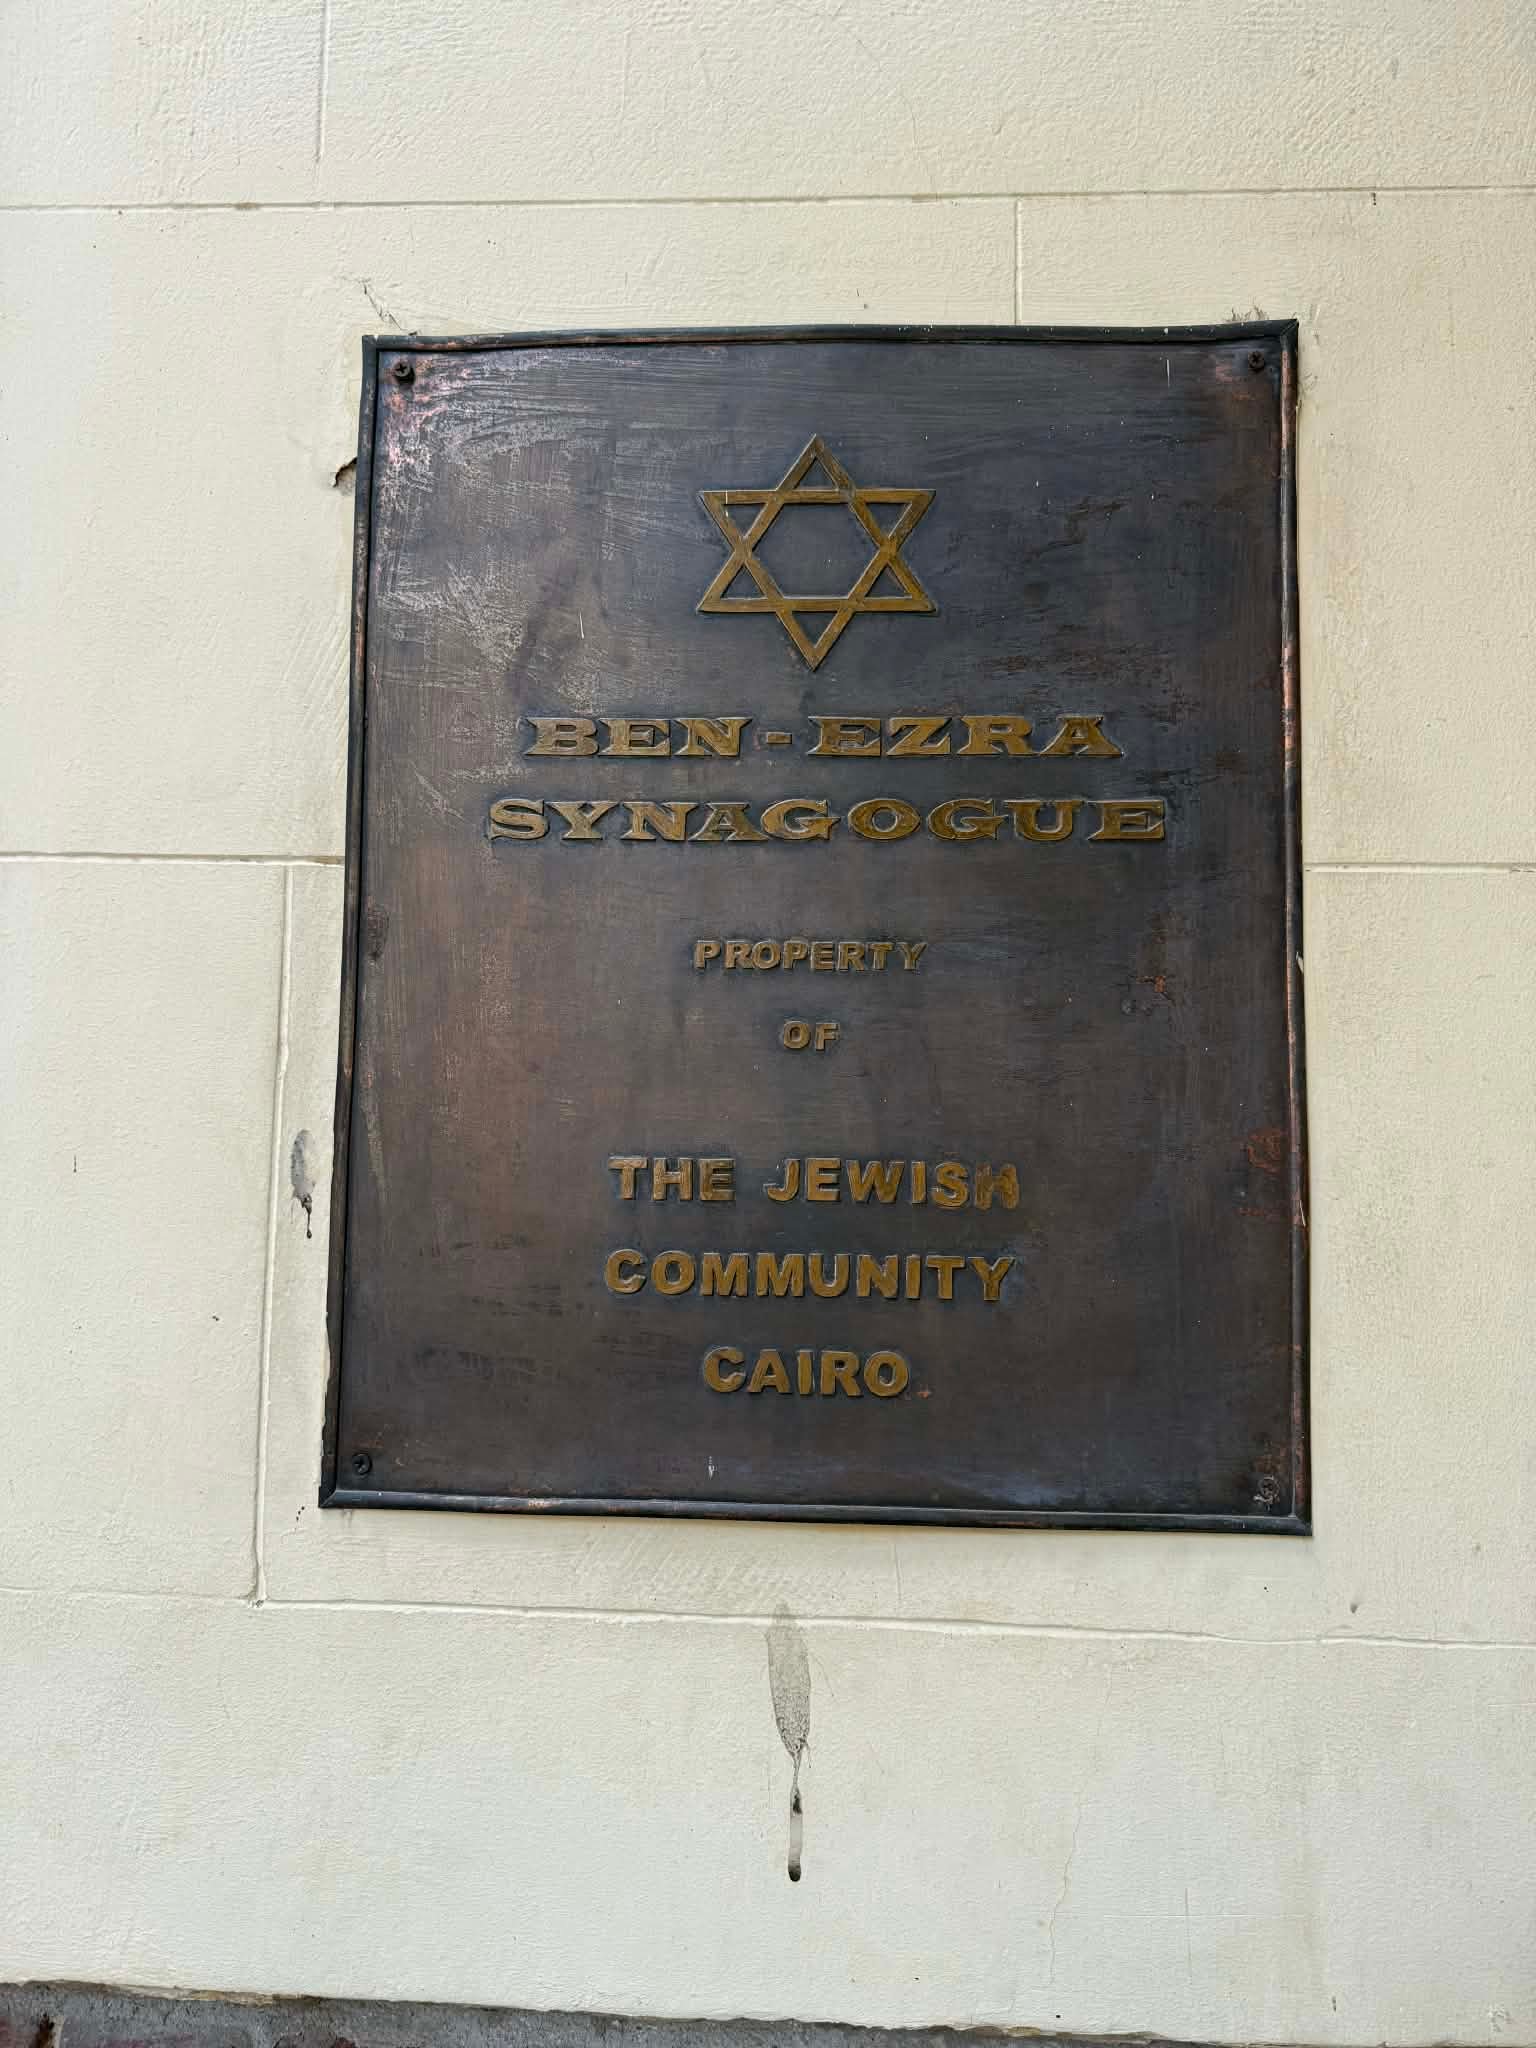 BEN-EZRA
SYNAGOGUE
PROPERTY
OF
THE JEWISH
COMMUNITY
CAIRO